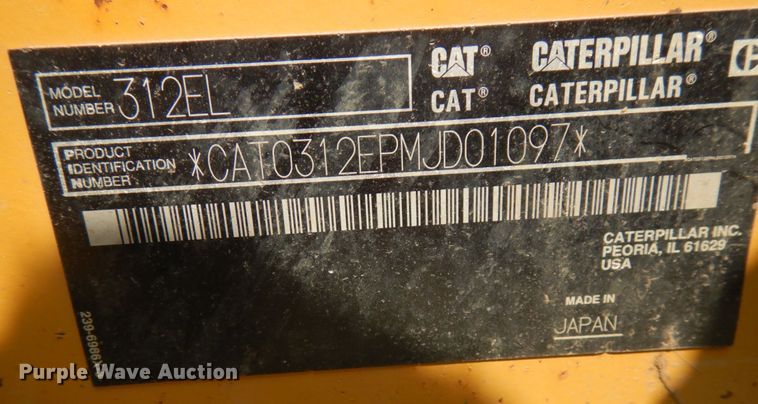 MODEL NUMBER 312EL
CAT® CATERPILLAR®
CAT® CATERPILLAR®
PRODUCT IDENTIFICATION NUMBER *CAT0312EPMJD01097*
CATERPILLAR INC.
PEORIA, IL 61629
USA
MADE IN
JAPAN
Purple Wave Auction